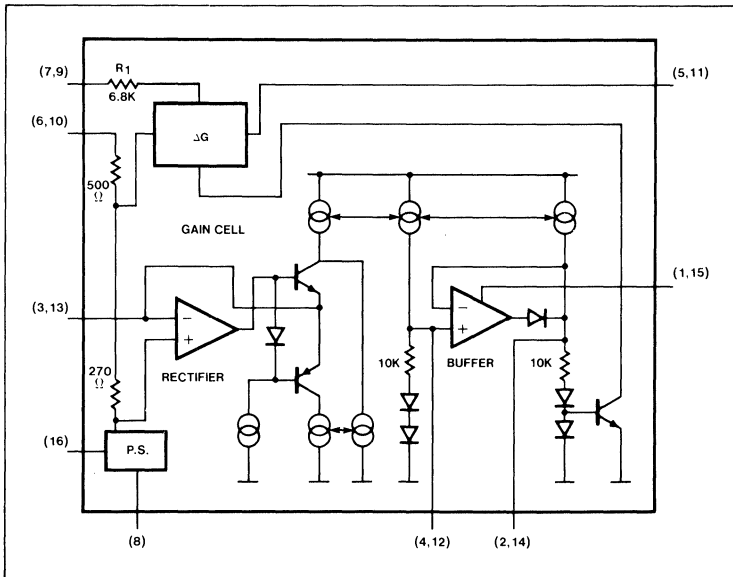 (7,9)
R1
6.8K
(5,11)
(6,10)
ΔG
500
Ω
GAIN CELL
(1,15)
(3,13)
−
+
RECTIFIER
−
+
BUFFER
10K
10K
270
Ω
(16)
P.S.
(8)
(4,12)
(2,14)